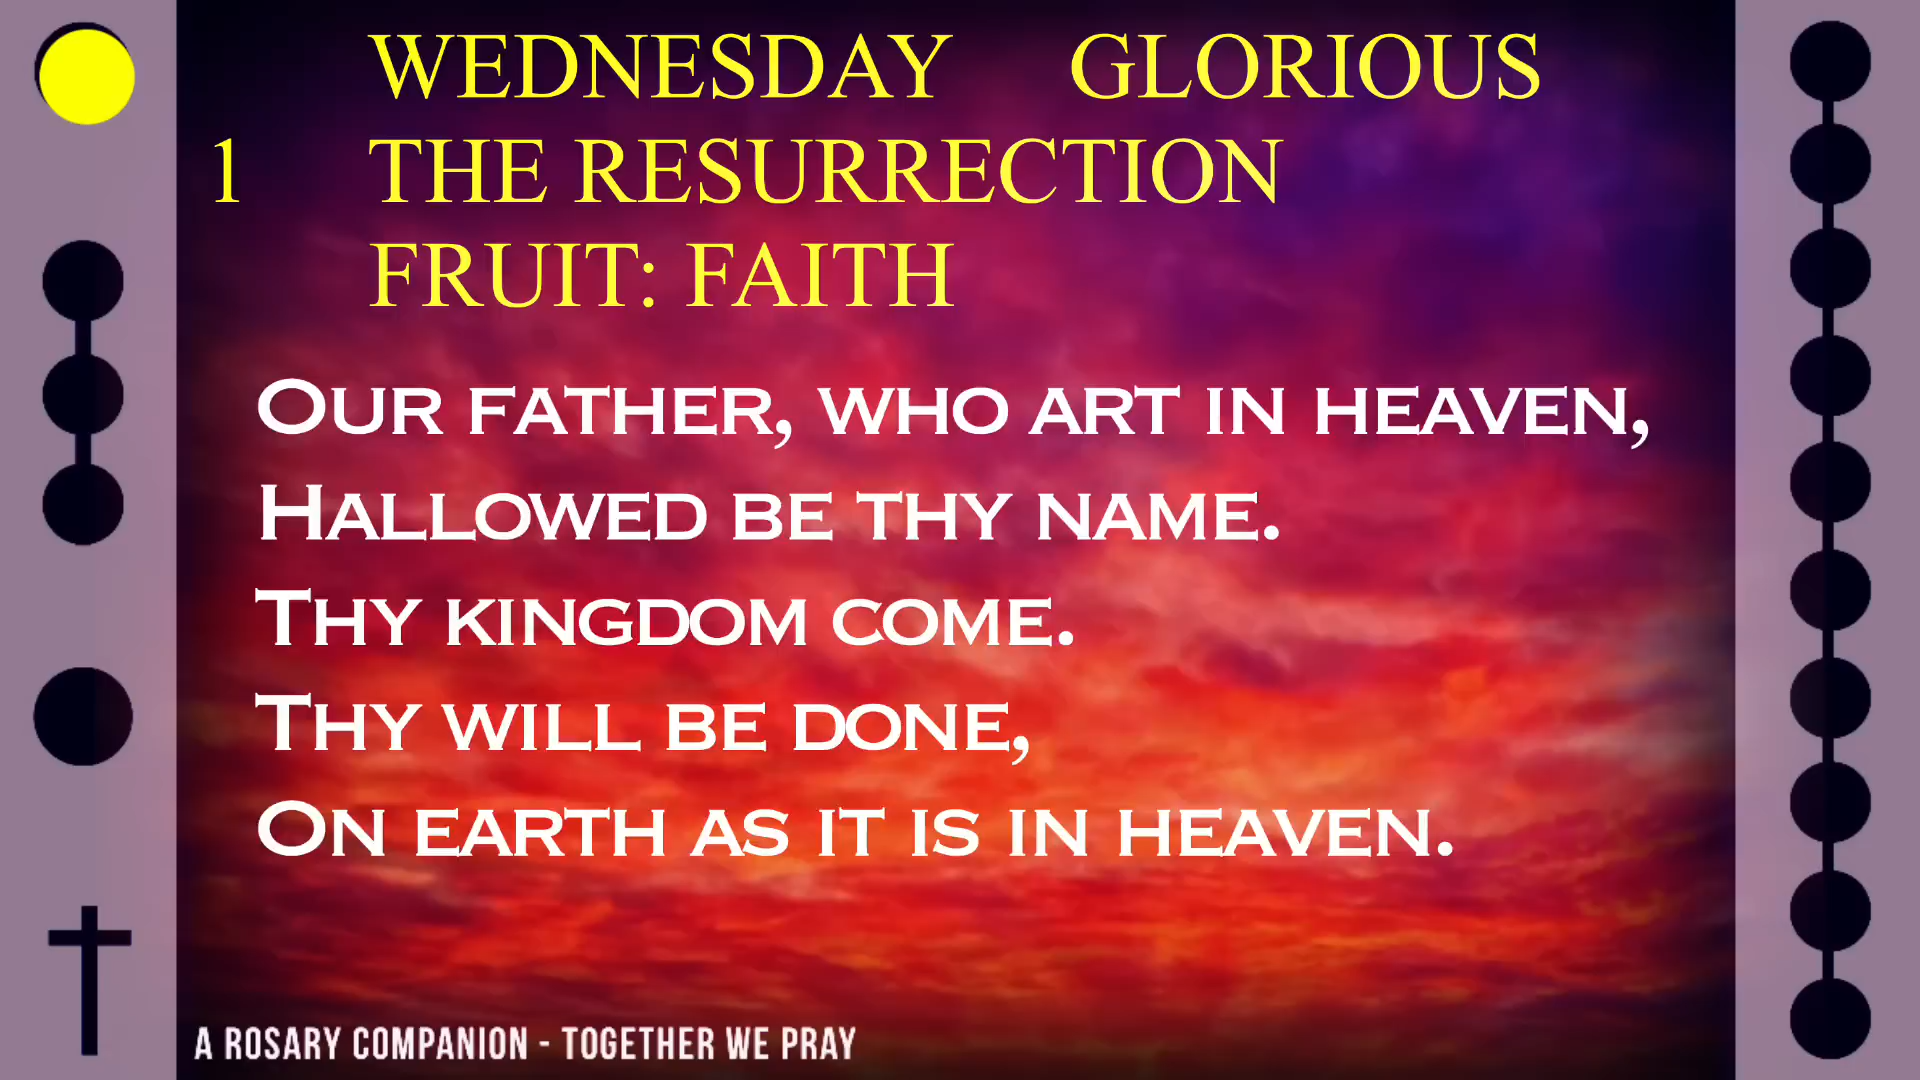 WEDNESDAY GLORIOUS
1 THE RESURRECTION
FRUIT: FAITH
OUR FATHER, WHO ART IN HEAVEN,
HALLOWED BE THY NAME.
THY KINGDOM COME.
THY WILL BE DONE,
ON EARTH AS IT IS IN HEAVEN.
A ROSARY COMPANION - TOGETHER WE PRAY